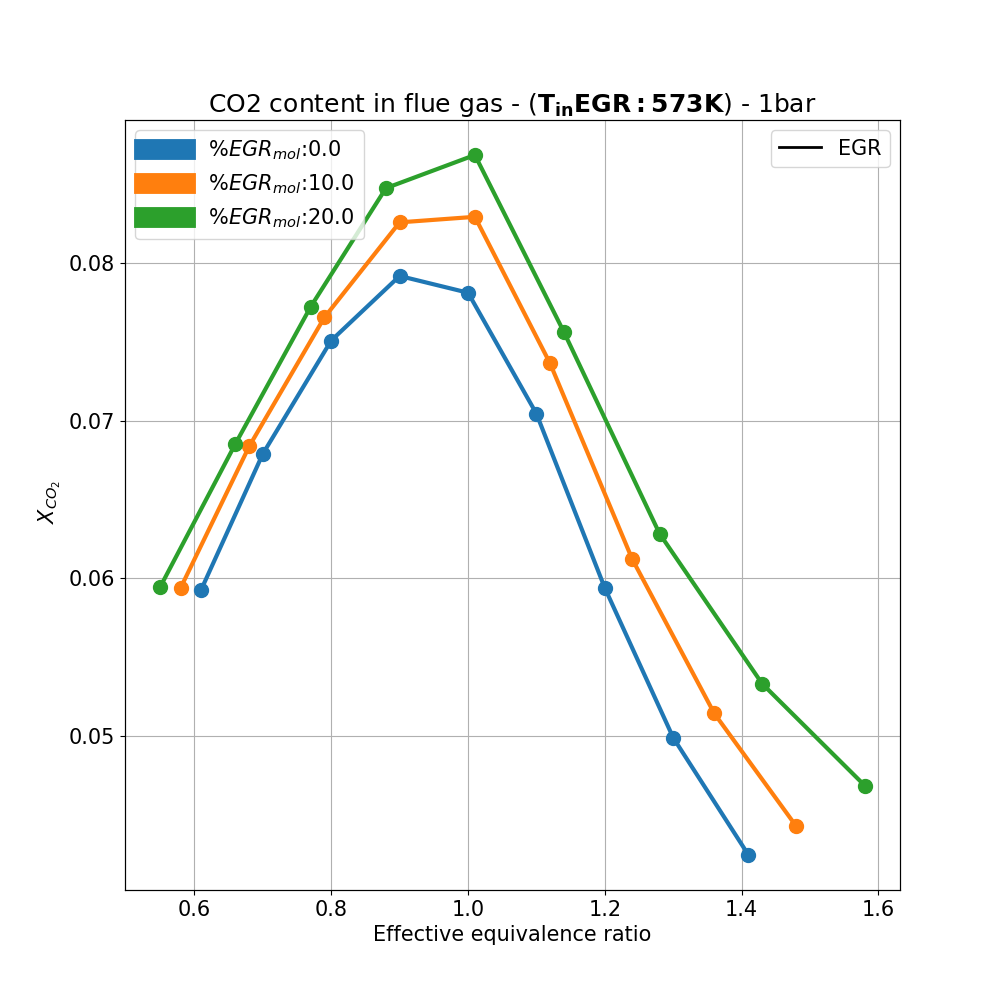 CO2 content in flue gas - (TinEGR : 573K) - 1bar
%EGRmol:0.0
%EGRmol:10.0
%EGRmol:20.0
EGR
0.08
0.07
0.06
0.05
XCO2
0.6 0.8 1.0 1.2 1.4 1.6
Effective equivalence ratio